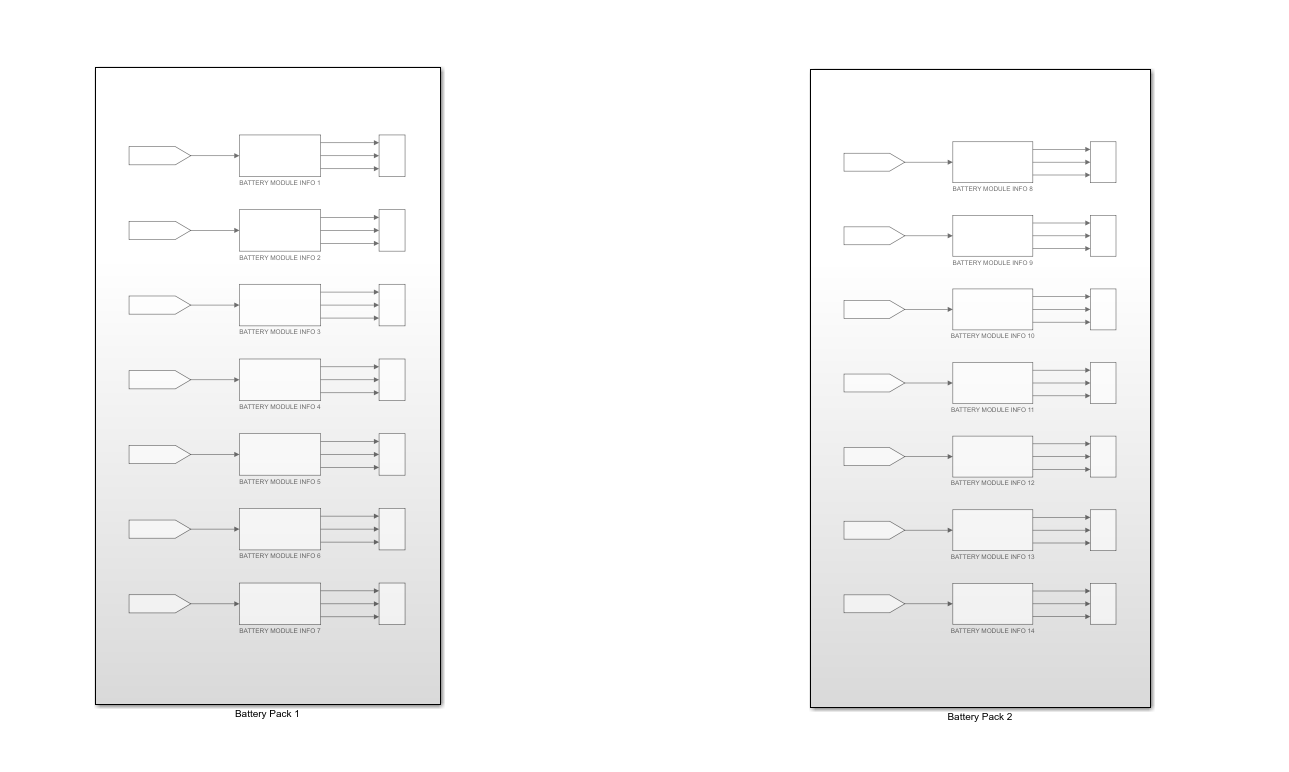 BATTERY MODULE INFO 1
BATTERY MODULE INFO 2
BATTERY MODULE INFO 3
BATTERY MODULE INFO 4
BATTERY MODULE INFO 5
BATTERY MODULE INFO 6
BATTERY MODULE INFO 7
Battery Pack 1
BATTERY MODULE INFO 8
BATTERY MODULE INFO 9
BATTERY MODULE INFO 10
BATTERY MODULE INFO 11
BATTERY MODULE INFO 12
BATTERY MODULE INFO 13
BATTERY MODULE INFO 14
Battery Pack 2